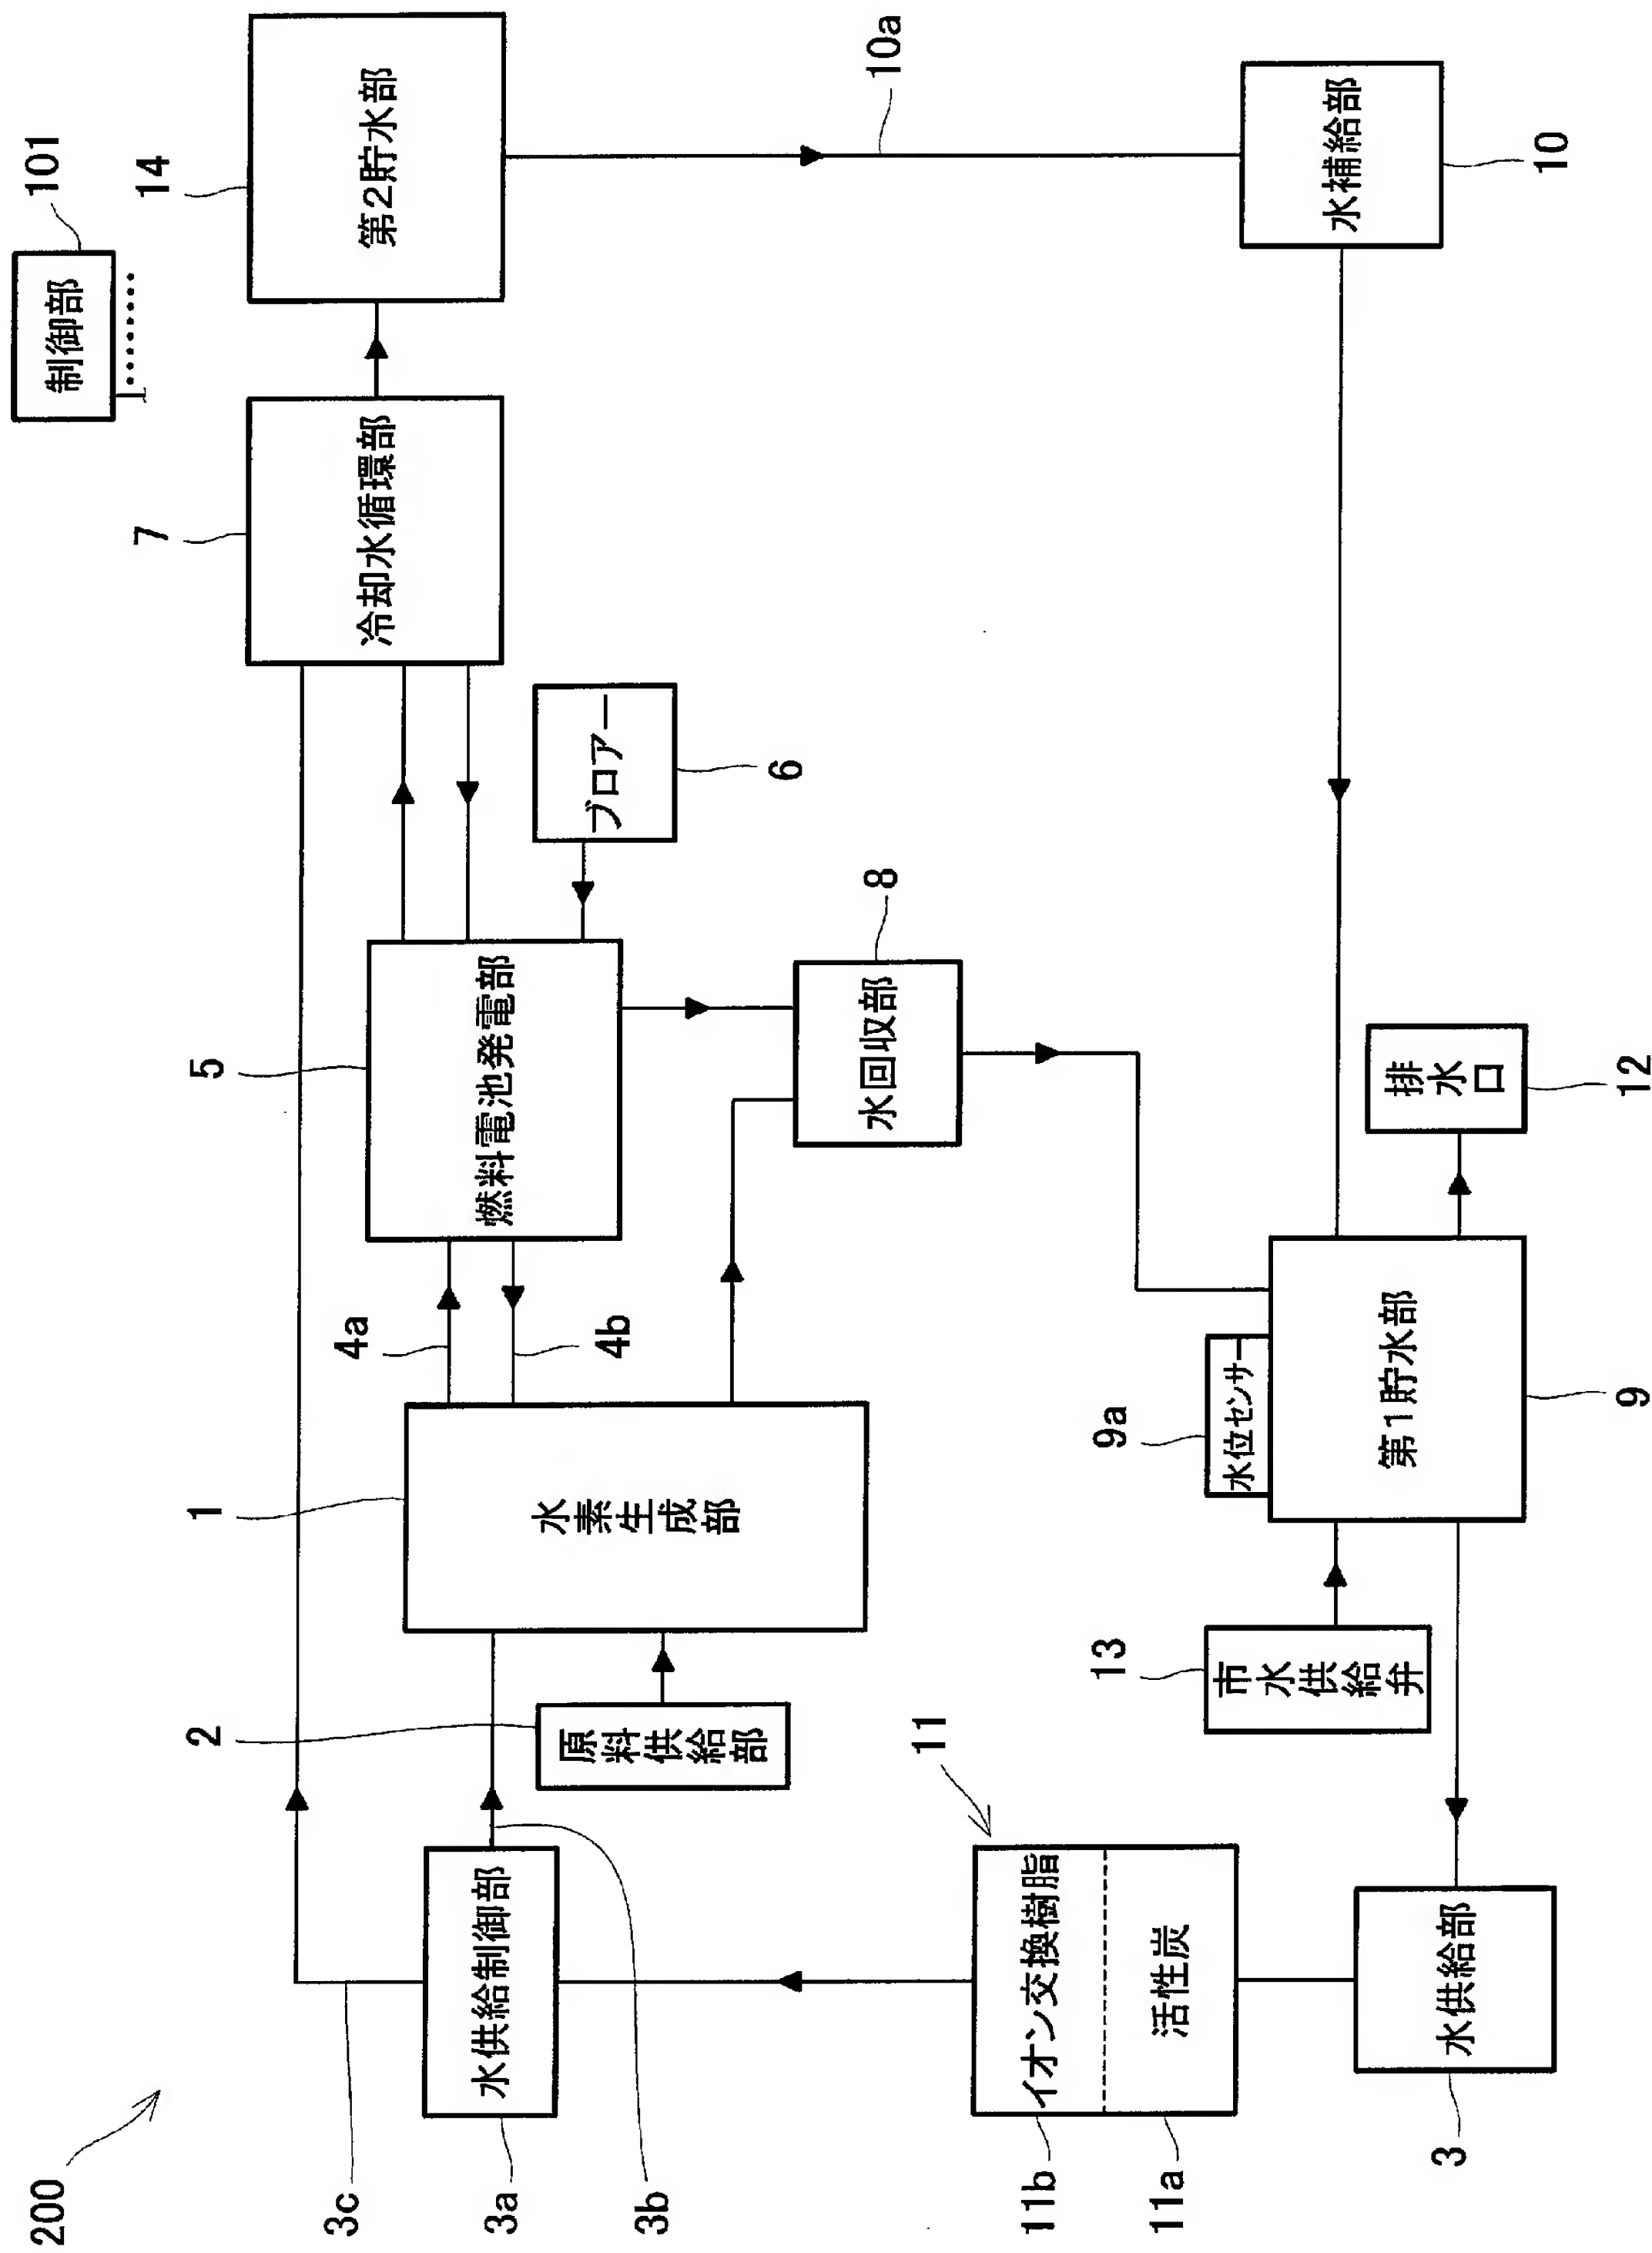 200
101
制御部
3c
3a
水供給制御部
3b
2
原料供給部
1
水素生成部
4a
4b
5
燃料電池発電部
ブロアー
6
7
冷却水循環部
14
第2貯水部
10a
水回収部
8
11
イオン交換樹脂
活性炭
11b
11a
水供給部
3
13
市水供給弁
9a
水位センサー
第1貯水部
9
排水口
12
水補給部
10